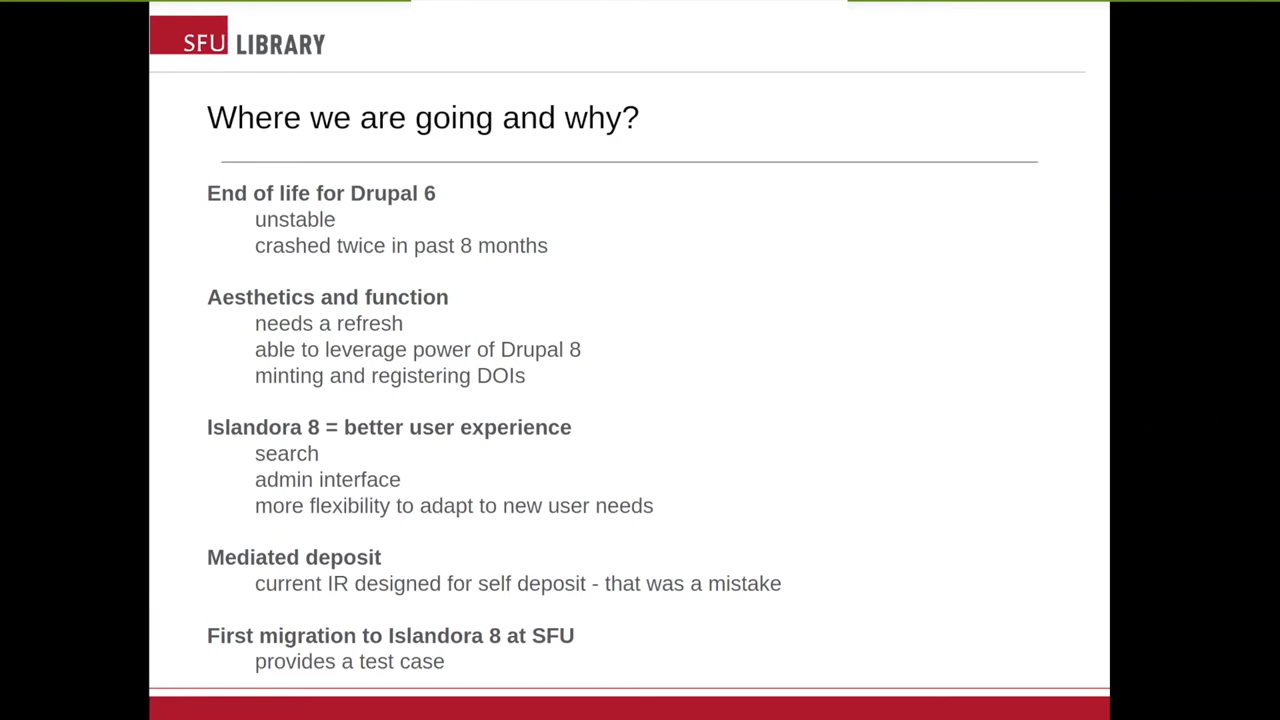 SFU LIBRARY
Where we are going and why?
End of life for Drupal 6
unstable
crashed twice in past 8 months
Aesthetics and function
needs a refresh
able to leverage power of Drupal 8
minting and registering DOIs
Islandora 8 = better user experience
search
admin interface
more flexibility to adapt to new user needs
Mediated deposit
current IR designed for self deposit - that was a mistake
First migration to Islandora 8 at SFU
provides a test case